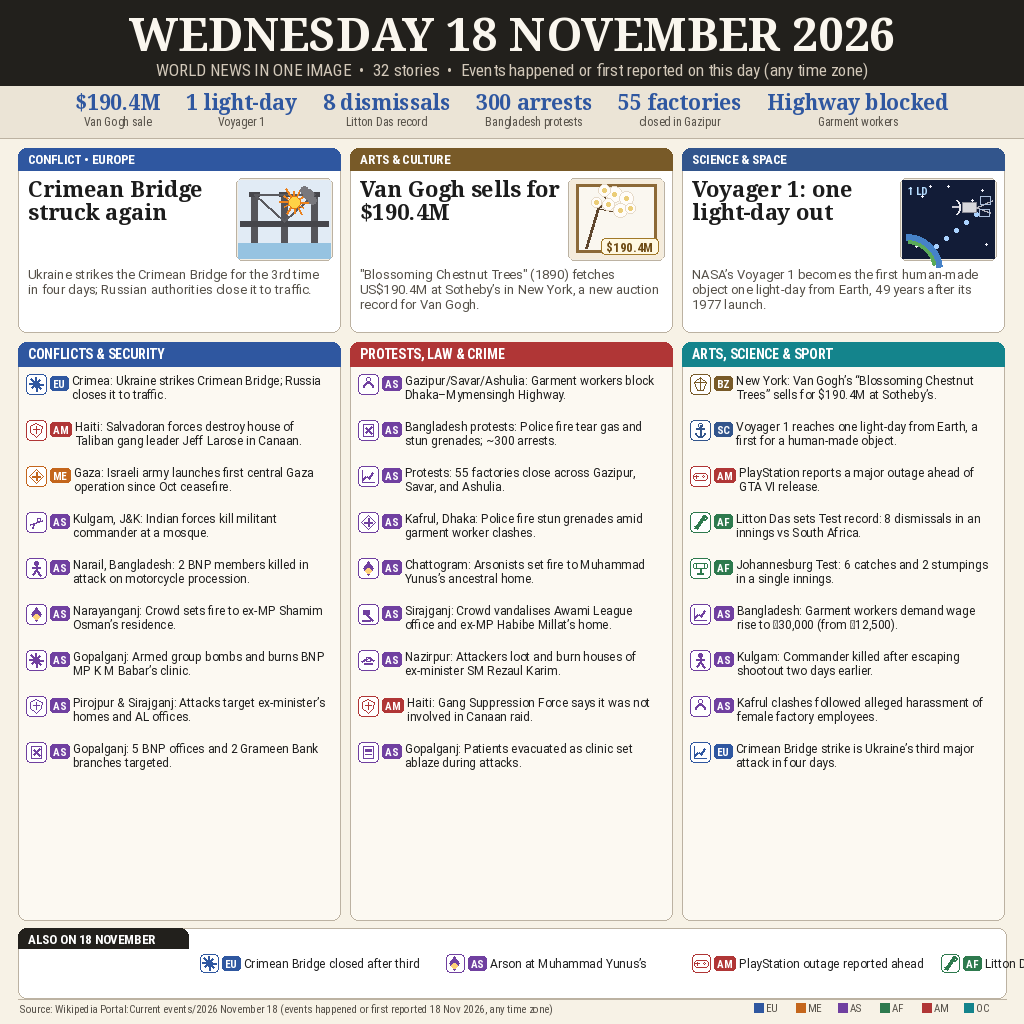 WEDNESDAY 18 NOVEMBER 2026
WORLD NEWS IN ONE IMAGE • 32 stories • Events happened or first reported on this day (any time zone)
$190.4M
Van Gogh sale
1 light-day
Voyager 1
8 dismissals
Litton Das record
300 arrests
Bangladesh protests
55 factories
closed in Gazipur
Highway blocked
Garment workers
CONFLICT • EUROPE
Crimean Bridge
struck again
Ukraine strikes the Crimean Bridge for the 3rd time
in four days; Russian authorities close it to traffic.
ARTS & CULTURE
Van Gogh sells for
$190.4M
$190.4M
"Blossoming Chestnut Trees" (1890) fetches
US$190.4M at Sotheby's in New York, a new auction
record for Van Gogh.
SCIENCE & SPACE
Voyager 1: one
light-day out
1 LD
NASA's Voyager 1 becomes the first human-made
object one light-day from Earth, 49 years after its
1977 launch.
CONFLICTS & SECURITY
EU Crimea: Ukraine strikes Crimean Bridge; Russia
closes it to traffic.
AM Haiti: Salvadoran forces destroy house of
Taliban gang leader Jeff Larose in Canaan.
ME Gaza: Israeli army launches first central Gaza
operation since Oct ceasefire.
AS Kulgam, J&K: Indian forces kill militant
commander at a mosque.
AS Narail, Bangladesh: 2 BNP members killed in
attack on motorcycle procession.
AS Narayanganj: Crowd sets fire to ex-MP Shamim
Osman's residence.
AS Gopalganj: Armed group bombs and burns BNP
MP K M Babar's clinic.
AS Pirojpur & Sirajganj: Attacks target ex-minister's
homes and AL offices.
AS Gopalganj: 5 BNP offices and 2 Grameen Bank
branches targeted.
PROTESTS, LAW & CRIME
AS Gazipur/Savar/Ashulia: Garment workers block
Dhaka–Mymensingh Highway.
AS Bangladesh protests: Police fire tear gas and
stun grenades; ~300 arrests.
AS Protests: 55 factories close across Gazipur,
Savar, and Ashulia.
AS Kafrul, Dhaka: Police fire stun grenades amid
garment worker clashes.
AS Chattogram: Arsonists set fire to Muhammad
Yunus's ancestral home.
AS Sirajganj: Crowd vandalises Awami League
office and ex-MP Habibe Millat's home.
AS Nazirpur: Attackers loot and burn houses of
ex-minister SM Rezaul Karim.
AM Haiti: Gang Suppression Force says it was not
involved in Canaan raid.
AS Gopalganj: Patients evacuated as clinic set
ablaze during attacks.
ARTS, SCIENCE & SPORT
BZ New York: Van Gogh's “Blossoming Chestnut
Trees” sells for $190.4M at Sotheby's.
SC Voyager 1 reaches one light-day from Earth, a
first for a human-made object.
AM PlayStation reports a major outage ahead of
GTA VI release.
AF Litton Das sets Test record: 8 dismissals in an
innings vs South Africa.
AF Johannesburg Test: 6 catches and 2 stumpings
in a single innings.
AS Bangladesh: Garment workers demand wage
rise to 30,000 (from 12,500).
AS Kulgam: Commander killed after escaping
shootout two days earlier.
AS Kafrul clashes followed alleged harassment of
female factory employees.
EU Crimean Bridge strike is Ukraine's third major
attack in four days.
ALSO ON 18 NOVEMBER
EU Crimean Bridge closed after third
AS Arson at Muhammad Yunus's
AM PlayStation outage reported ahead
AF Litton D
Source: Wikipedia Portal:Current events/2026 November 18 (events happened or first reported 18 Nov 2026, any time zone)
EU ME AS AF AM OC